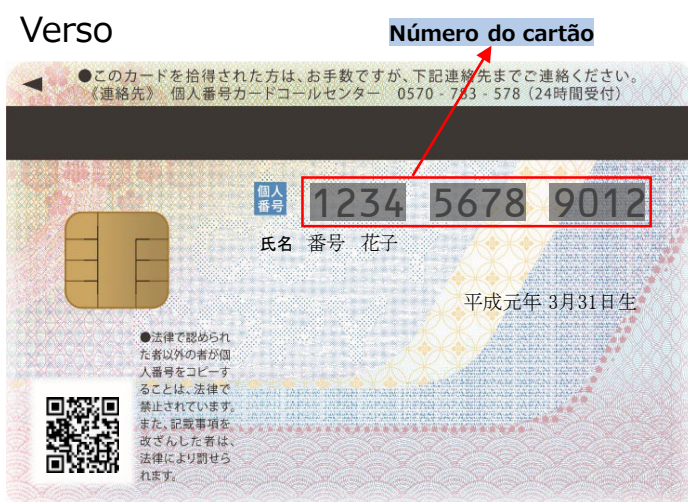 Verso
Número do cartão
●このカードを拾得された方は、お手数ですが、下記連絡先までご連絡ください。
《連絡先》 個人番号カードコールセンター 0570 - 783 - 578（24時間受付）
個人
番号
1234 5678 9012
氏名 番号 花子
平成元年 3月31日生
●法律で認められ
た者以外の者が個
人番号をコピーす
ることは、法律で
禁止されています。
また、記載事項を
改ざんした者は、
法律により罰せら
れます。